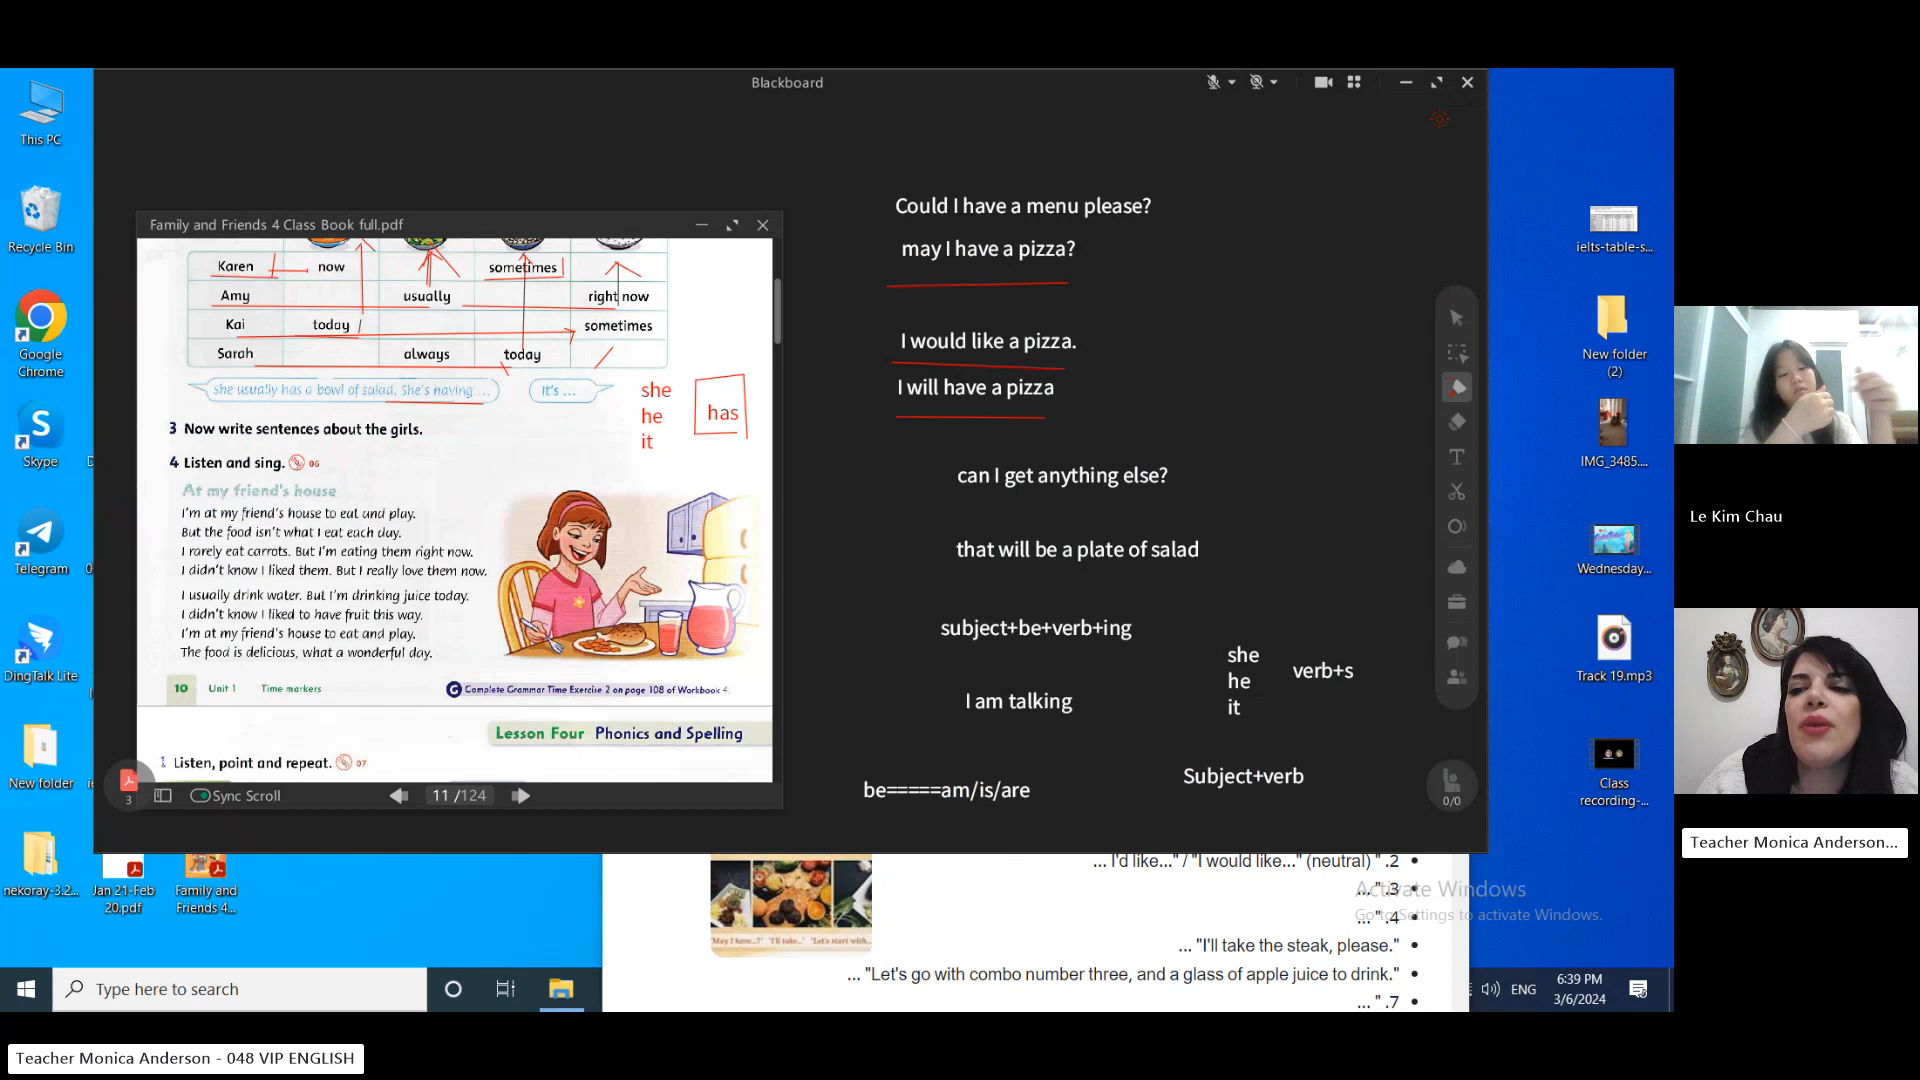 Blackboard
This PC
Recycle Bin
Google
Chrome
Skype
Telegram
DingTalk Lite
New folder
nekoray-3.2...
Jan 21-Feb
20.pdf
Family and
Friends 4...
Family and Friends 4 Class Book full.pdf
Karen now sometimes
Amy usually right now
Kai today sometimes
Sarah always today
She usually has a bowl of salad. She's having ...
It's ...
she
he
it
has
3 Now write sentences about the girls.
4 Listen and sing. 06
At my friend's house
I'm at my friend's house to eat and play.
But the food isn't what I eat each day.
I rarely eat carrots. But I'm eating them right now.
I didn't know I liked them. But I really love them now.
I usually drink water. But I'm drinking juice today.
I didn't know I liked to have fruit this way.
I'm at my friend's house to eat and play.
The food is delicious, what a wonderful day.
10 Unit 1 Time markers
G Complete Grammar Time Exercise 2 on page 108 of Workbook 4.
Lesson Four Phonics and Spelling
1 Listen, point and repeat. 07
3
Sync Scroll
11 /124
Could I have a menu please?
may I have a pizza?
I would like a pizza.
I will have a pizza
can I get anything else?
that will be a plate of salad
subject+be+verb+ing
I am talking
she
he
it
verb+s
be=====am/is/are
Subject+verb
0/0
ielts-table-s...
New folder
(2)
IMG_3485....
Wednesday...
Track 19.mp3
Class
recording-...
Le Kim Chau
Teacher Monica Anderson...
... I'd like..." / "I would like..." (neutral) " .2
... " .3
... " .4
... "I'll take the steak, please."
... "Let's go with combo number three, and a glass of apple juice to drink."
... " .7
"May I have...?" "I'll take..." "Let's start with...
Activate Windows
Go to Settings to activate Windows.
Type here to search
ENG
6:39 PM
3/6/2024
Teacher Monica Anderson - 048 VIP ENGLISH